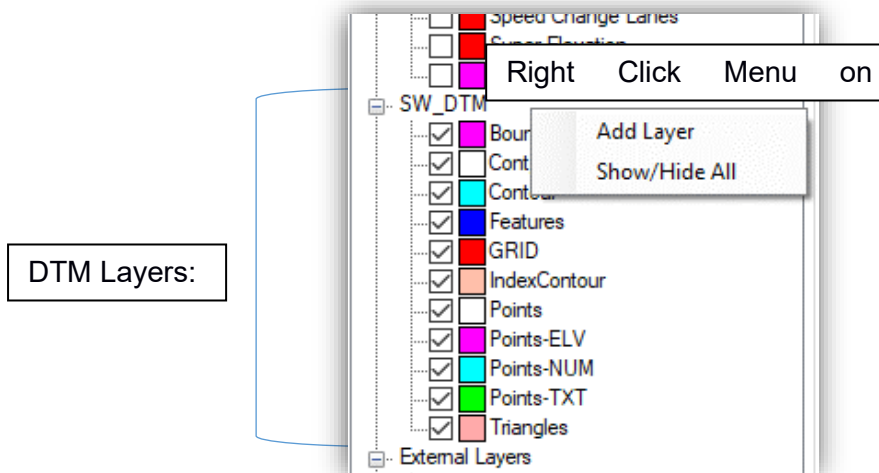 Speed Change Lanes
Right Click Menu on
SW_DTM
Add Layer
Show/Hide All
Contour
Features
GRID
IndexContour
Points
Points-ELV
Points-NUM
Points-TXT
Triangles
External Layers
DTM Layers: